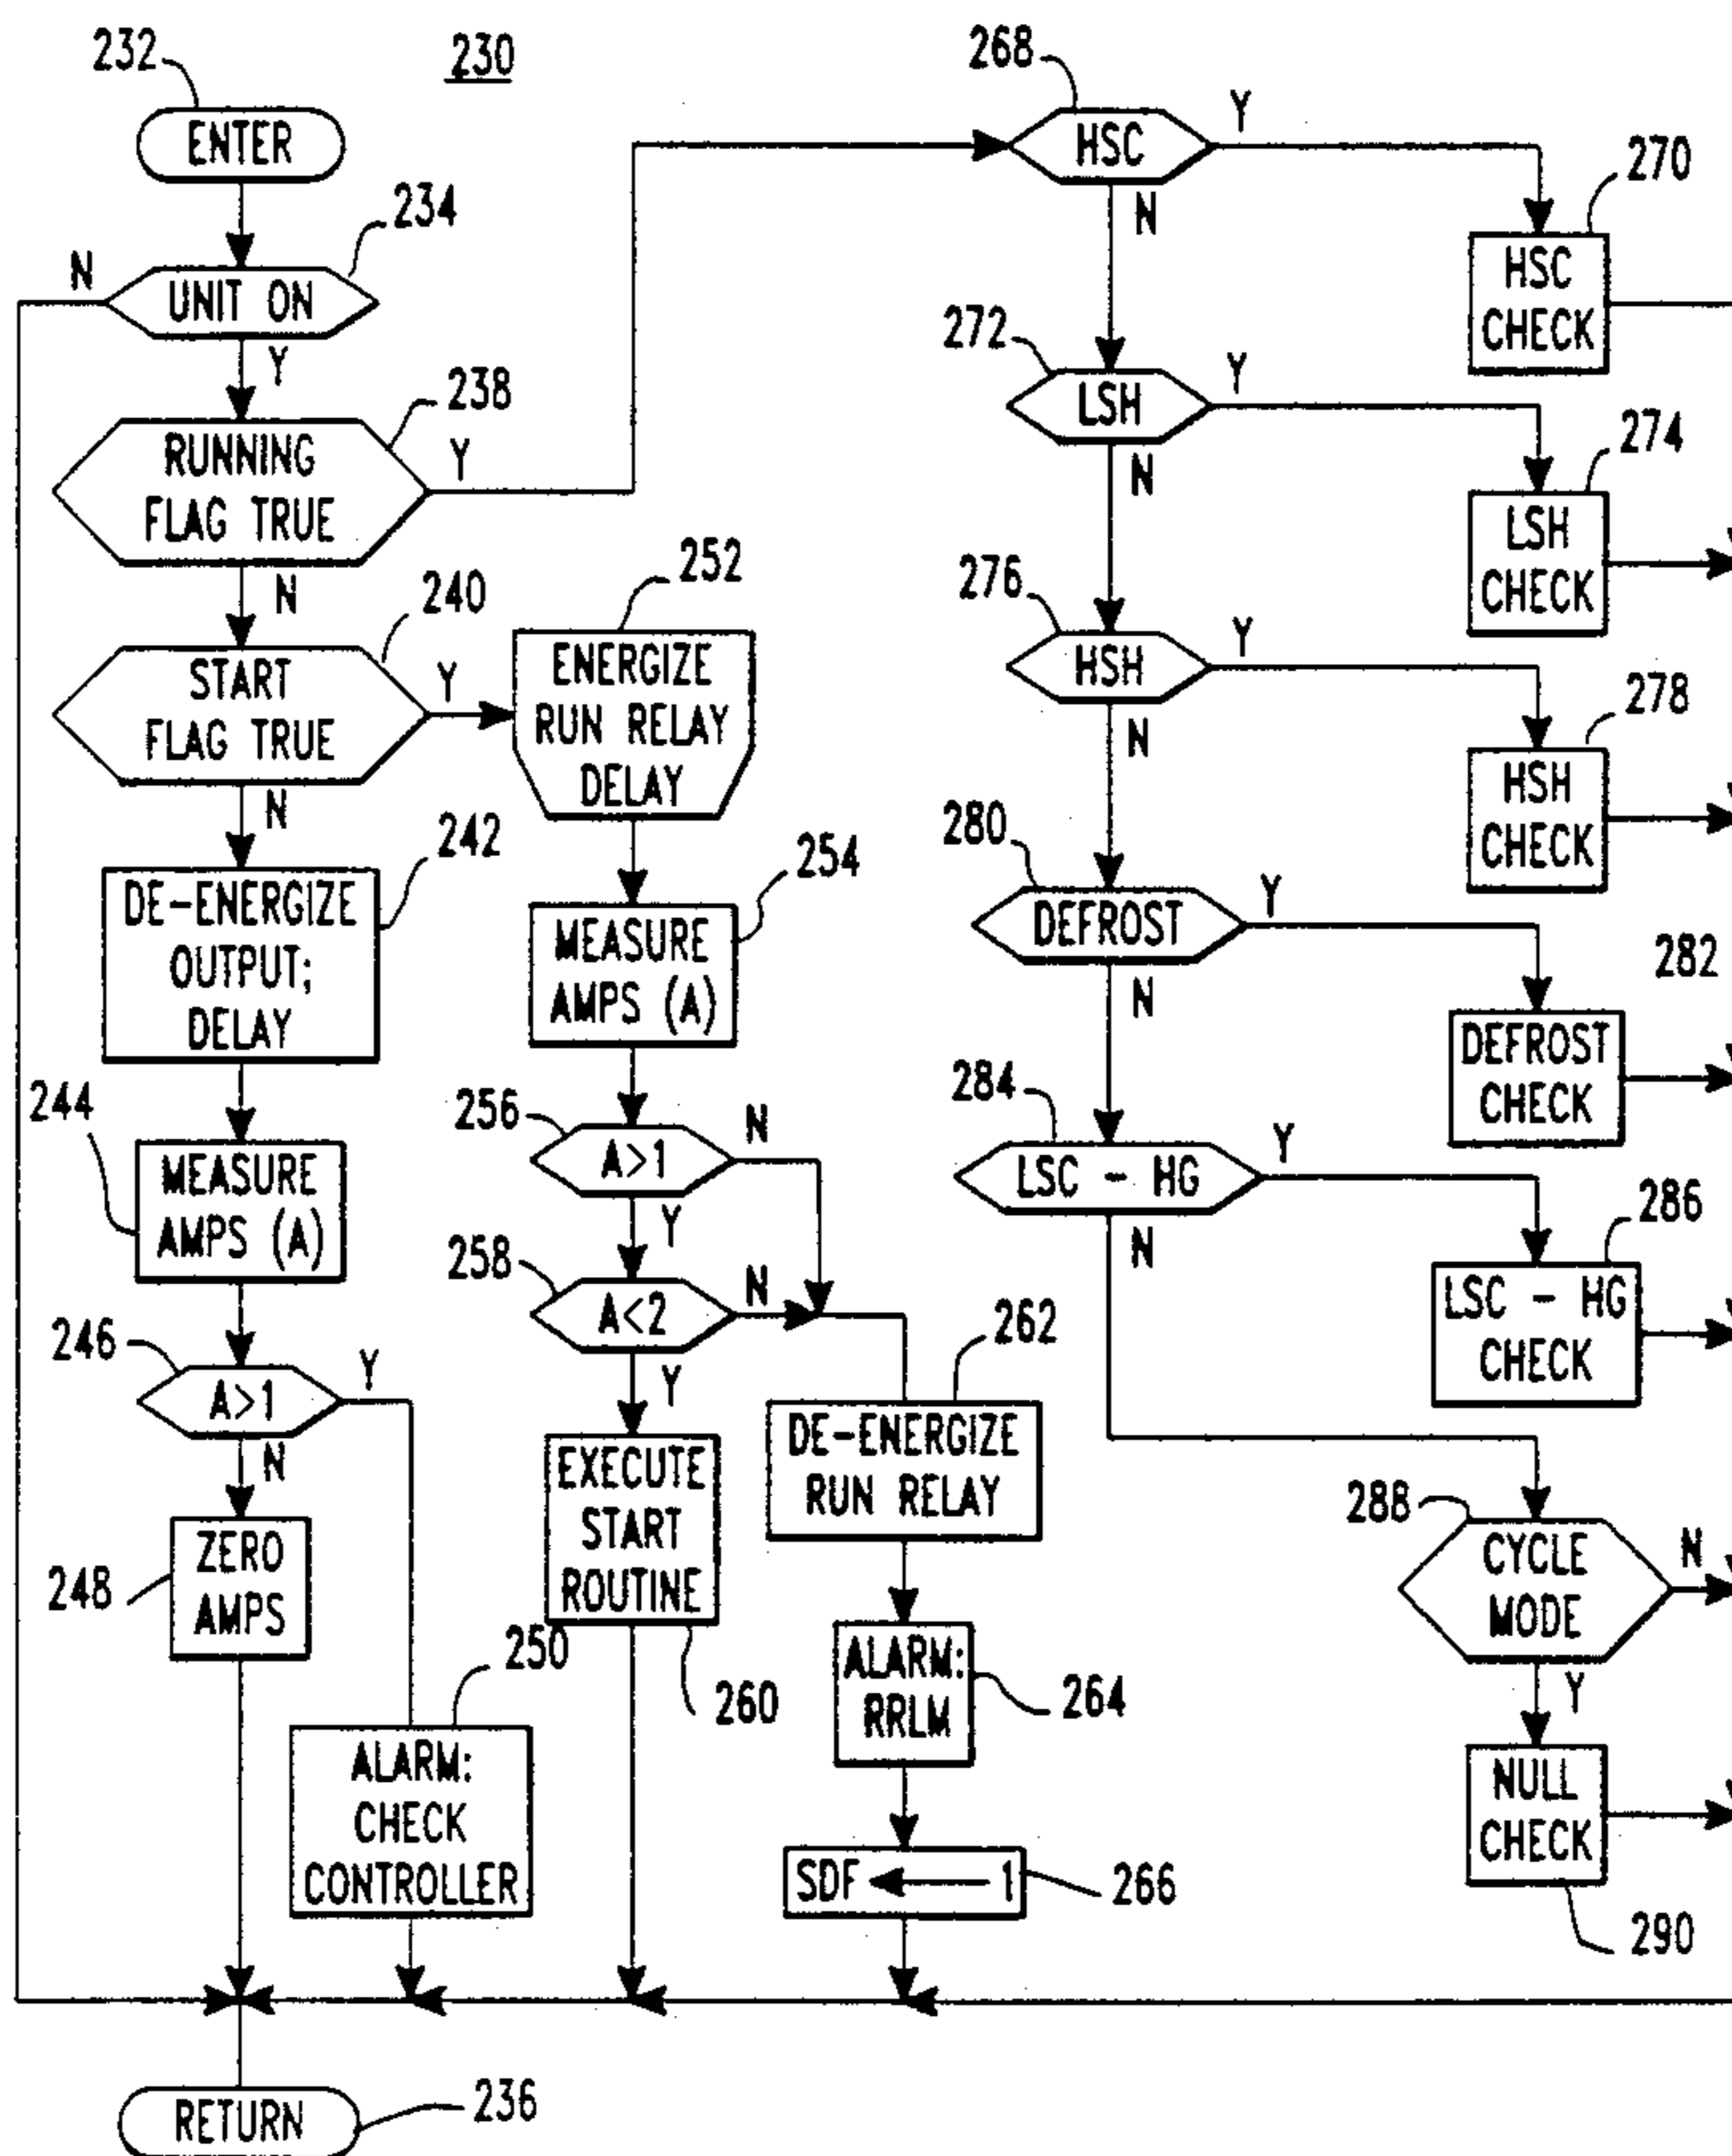 232
230
ENTER
234
N
UNIT ON
Y
238
RUNNING
FLAG TRUE
Y
N
240
START
FLAG TRUE
Y
N
242
DE-ENERGIZE
OUTPUT;
DELAY
244
MEASURE
AMPS (A)
246
A>1
Y
N
248
ZERO
AMPS
250
ALARM:
CHECK
CONTROLLER
252
ENERGIZE
RUN RELAY
DELAY
254
MEASURE
AMPS (A)
256
A>1
N
Y
258
A<2
N
Y
260
EXECUTE
START
ROUTINE
262
DE-ENERGIZE
RUN RELAY
264
ALARM:
RRLM
266
SDF 1
236
RETURN
268
HSC
Y
N
270
HSC
CHECK
272
LSH
Y
N
274
LSH
CHECK
276
HSH
Y
N
278
HSH
CHECK
280
DEFROST
Y
N
282
DEFROST
CHECK
284
LSC - HG
Y
N
286
LSC - HG
CHECK
288
CYCLE
MODE
N
Y
NULL
CHECK
290